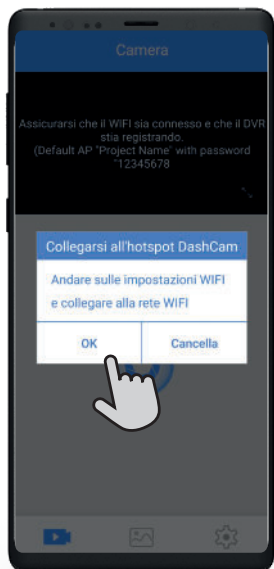 Camera
Assicurarsi che il WIFI sia connesso e che il DVR
stia registrando.
(Default AP "Project Name" with password
"12345678
Collegarsi all'hotspot DashCam
Andare sulle impostazioni WIFI
e collegare alla rete WIFI
OK
Cancella